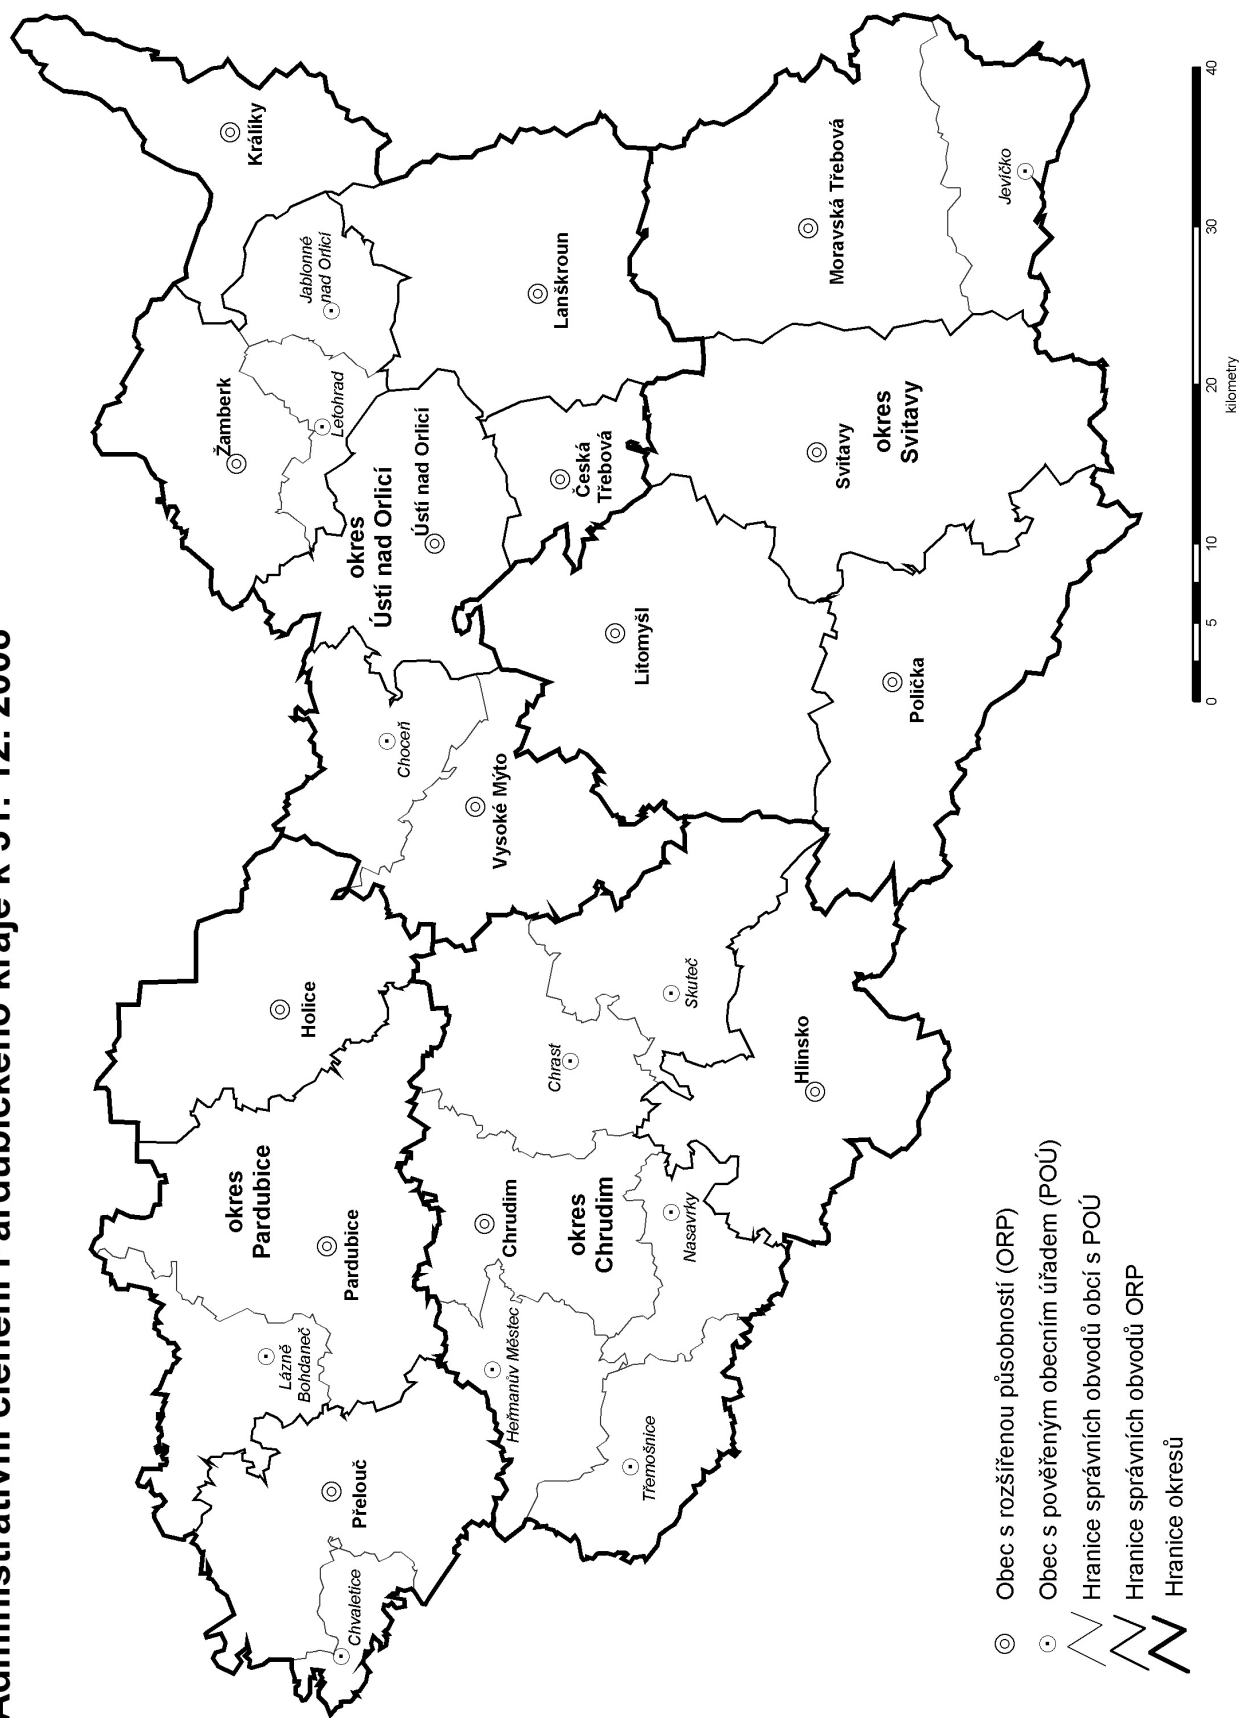 Administrativní členění Pardubického kraje k 31. 12.
Králíky
Jablonné
nad Orlicí
Žamberk
Letohrad
Lanškroun
okres
Ústí nad Orlicí
Ústí nad Orlicí
Česká
Třebová
Choceň
Vysoké Mýto
Holice
okres
Pardubice
Pardubice
Lázně
Bohdaneč
Přelouč
Chvaletice
Heřmanův Městec
Chrudim
okres
Chrudim
Chrast
Skuteč
Nasavrky
Třemošnice
Hlinsko
Litomyšl
Polička
Svitavy
okres
Svitavy
Moravská Třebová
Jevíčko
Obec s rozšířenou působností (ORP)
Obec s pověřeným obecním úřadem (POÚ)
Hranice správních obvodů obcí s POÚ
Hranice správních obvodů ORP
Hranice okresů
0 5 10 20 30 40
kilometry